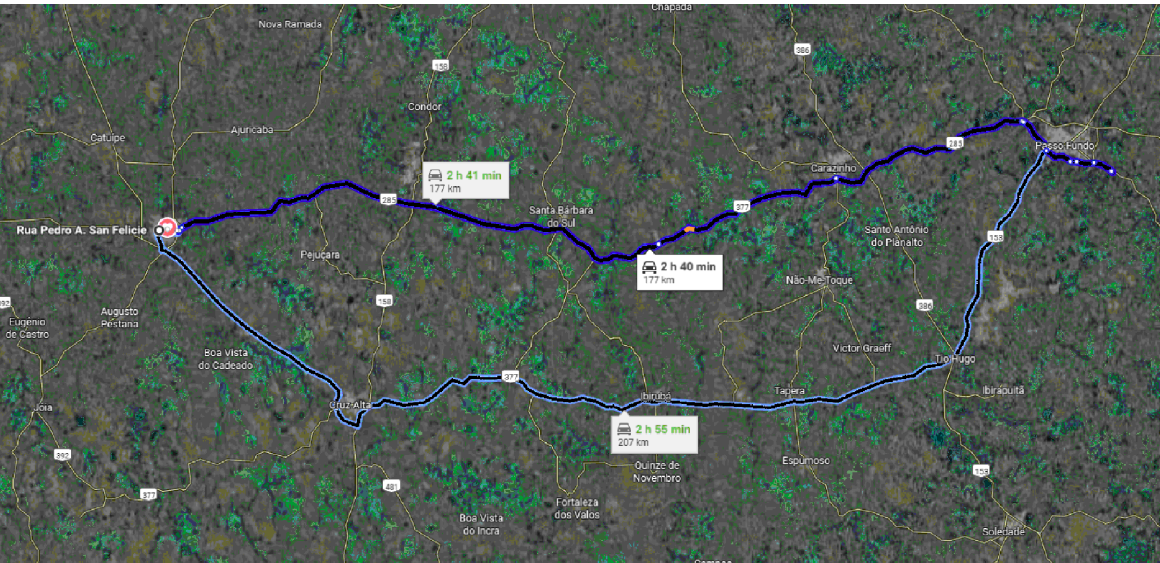 Chapada
Nova Ramada
386
158
Condor
Catuípe
Ajuricaba
285
Passo Fundo
Carazinho
2 h 41 min
177 km
285
377
Santa Bárbara
do Sul
Rua Pedro A. San Felicie
Santo Antônio
do Planalto
153
Pejuçara
2 h 40 min
177 km
Não-Me-Toque
158
386
Augusto
Pestana
Eugênio
de Castro
Boa Vista
do Cadeado
Victor Graeff
Tio Hugo
377
Ibirapuitã
Tapera
Ibirubá
Cruz Alta
Joia
2 h 55 min
207 km
392
Espumoso
Quinze de
Novembro
153
377
481
Fortaleza
dos Valos
Boa Vista
do Incra
Soledade